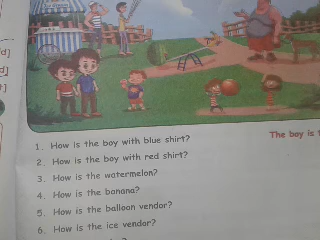 d]
d]
1. How is the boy with blue shirt?
The boy is
2. How is the boy with red shirt?
3. How is the watermelon?
4. How is the banana?
5. How is the balloon vendor?
6. How is the ice vendor?